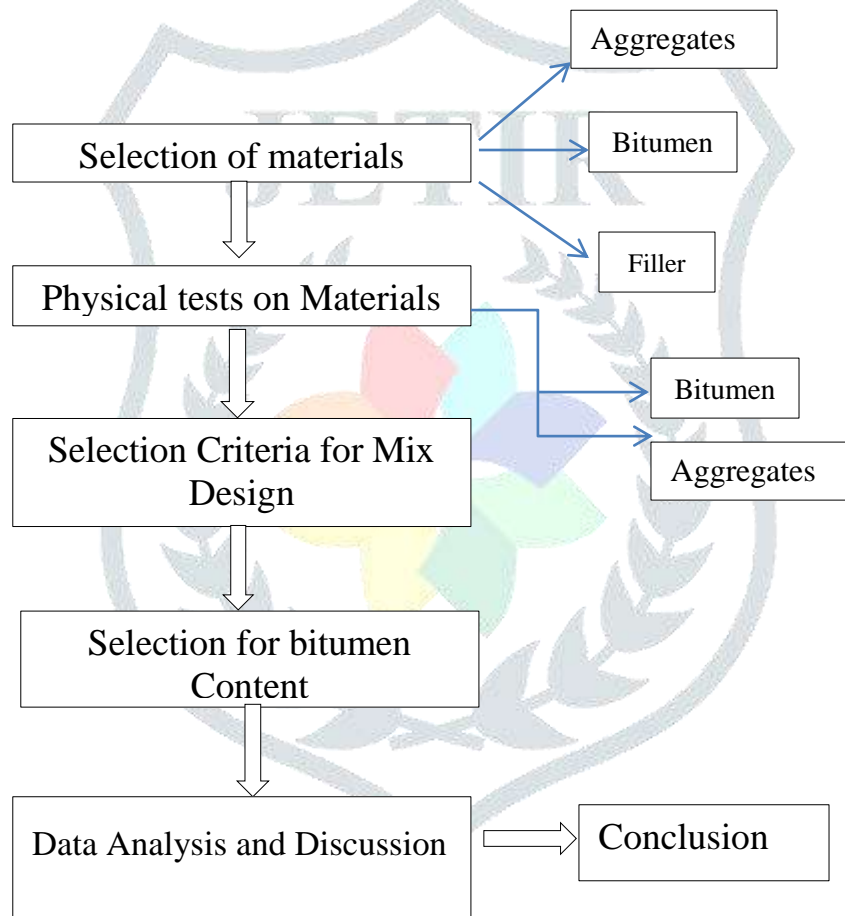 Aggregates
JETIR
Selection of materials
Bitumen
Filler
Physical tests on Materials
Bitumen
Selection Criteria for Mix
Design
Aggregates
Selection for bitumen
Content
Data Analysis and Discussion
Conclusion